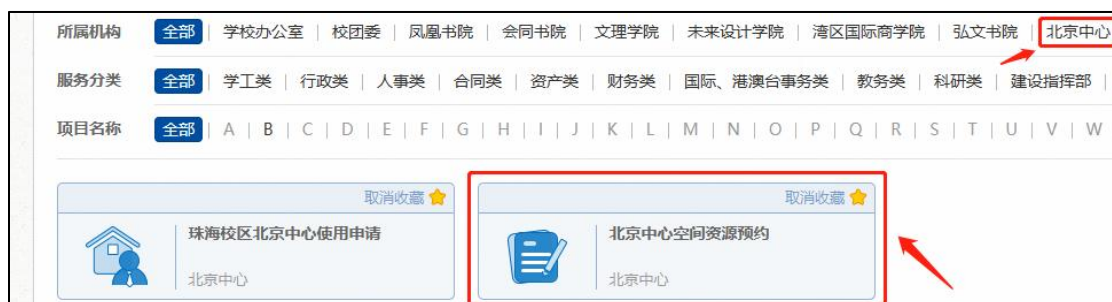 所属机构 全部 | 学校办公室 | 校团委 | 凤凰书院 | 会同书院 | 文理学院 | 未来设计学院 | 湾区国际商学院 | 弘文书院 | 北京中心
服务分类 全部 | 学工类 | 行政类 | 人事类 | 合同类 | 资产类 | 财务类 | 国际、港澳台事务类 | 教务类 | 科研类 | 建设指挥部 |
项目名称 全部 | A | B | C | D | E | F | G | H | I | J | K | L | M | N | O | P | Q | R | S | T | U | V | W
取消收藏
珠海校区北京中心使用申请
北京中心
取消收藏
北京中心空间资源预约
北京中心